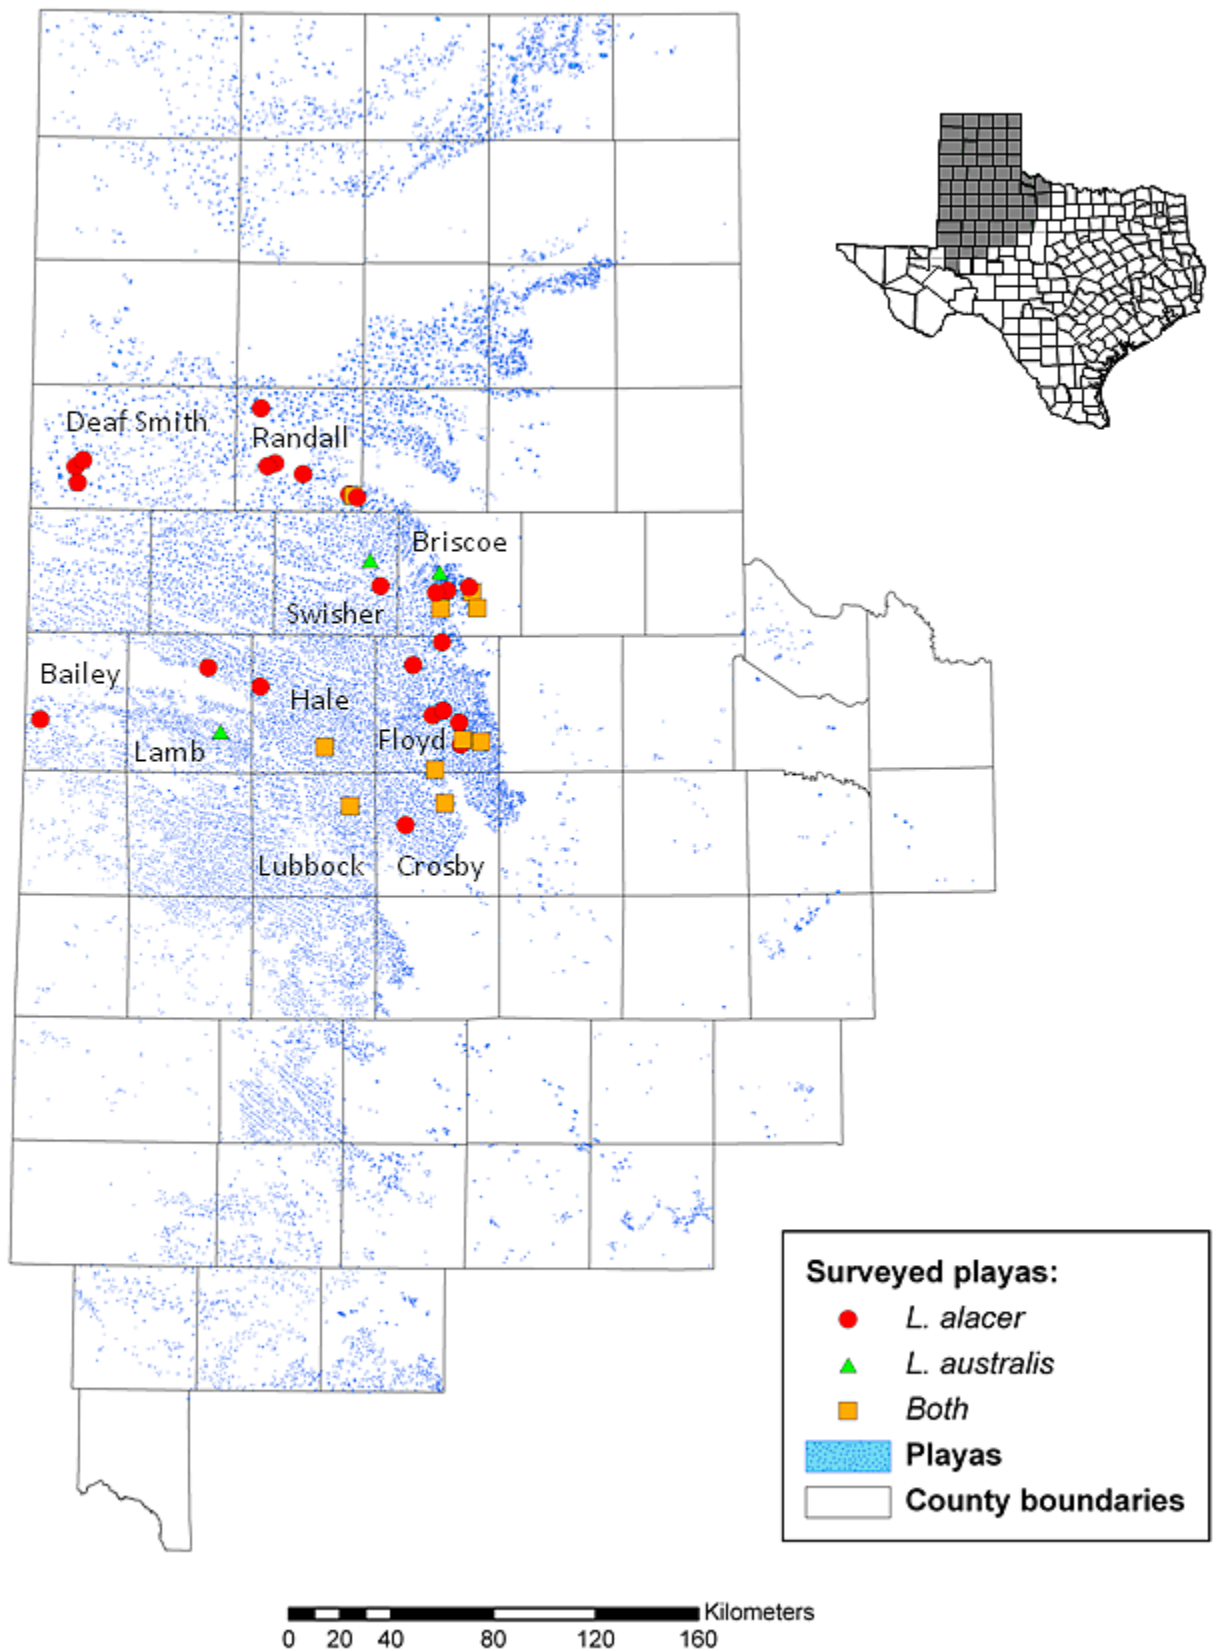 Deaf Smith
Randall
Briscoe
Swisher
Bailey
Hale
Lamb
Floyd
Lubbock
Crosby
Surveyed playas:
L. alacer
L. australis
Both
Playas
County boundaries
Kilometers
0 20 40 80 120 160